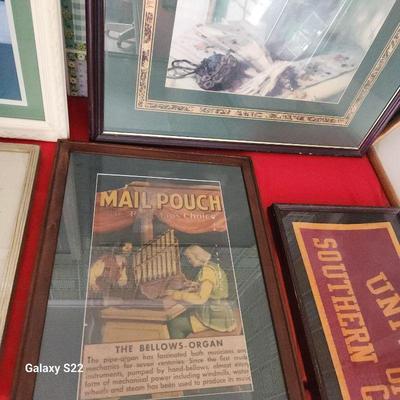 MAIL POUCH
Choice
THE BELLOWS-ORGAN
The pipe-organ has fascinated both musicians and
mechanics for seven centuries. Since the first crude
instruments, pumped by hand-bellows, almost every
form of mechanical power including windmills, water
wheels and steam has been used to produce its music
UNI
SOUTHERN C
Galaxy S22